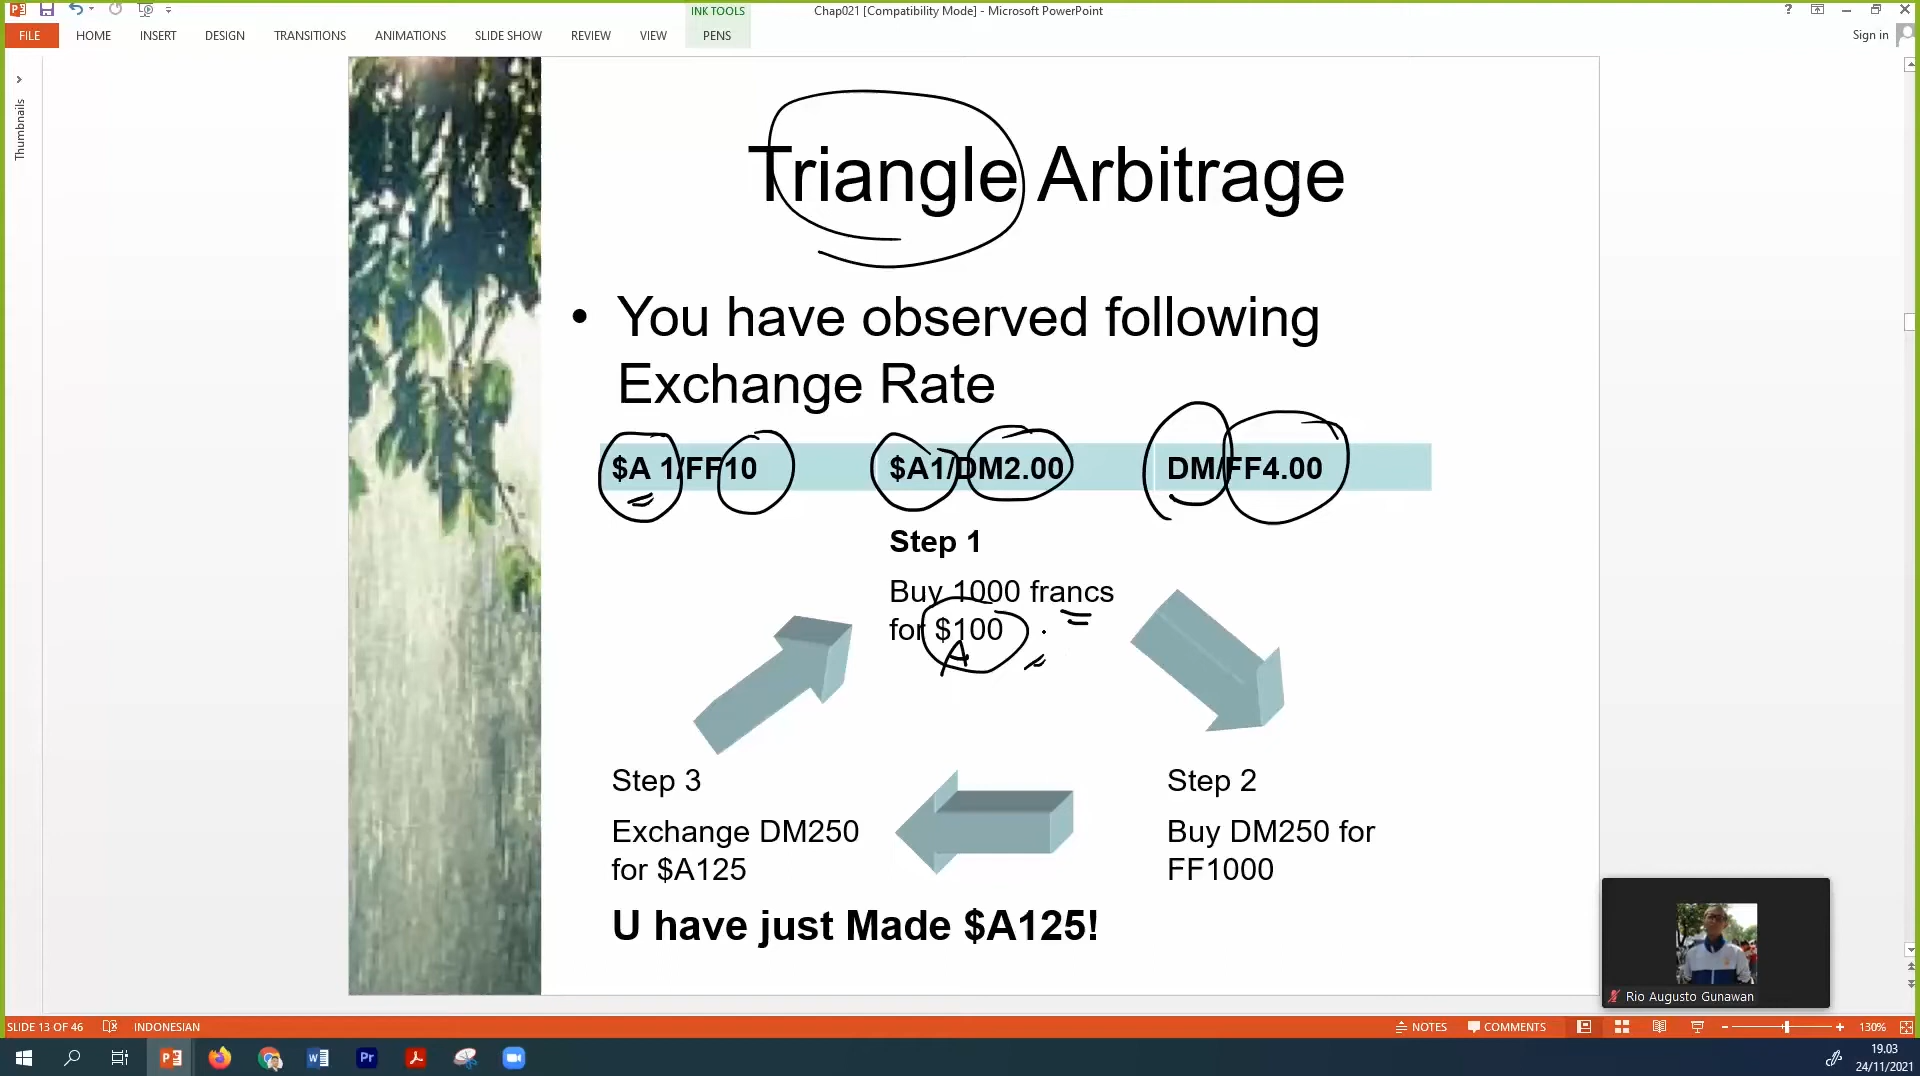 INK TOOLS
Chap021 [Compatibility Mode] - Microsoft PowerPoint
?
FILE HOME INSERT DESIGN TRANSITIONS ANIMATIONS SLIDE SHOW REVIEW VIEW PENS
Sign in
Thumbnails
Triangle Arbitrage
• You have observed following
Exchange Rate
$A 1/FF10 $A1/DM2.00 DM/FF4.00
Step 1
Buy 1000 francs
for $100
A
Step 3
Exchange DM250
for $A125
Step 2
Buy DM250 for
FF1000
U have just Made $A125!
Rio Augusto Gunawan
SLIDE 13 OF 46 INDONESIAN NOTES COMMENTS 130%
Pr
19.03
24/11/2021